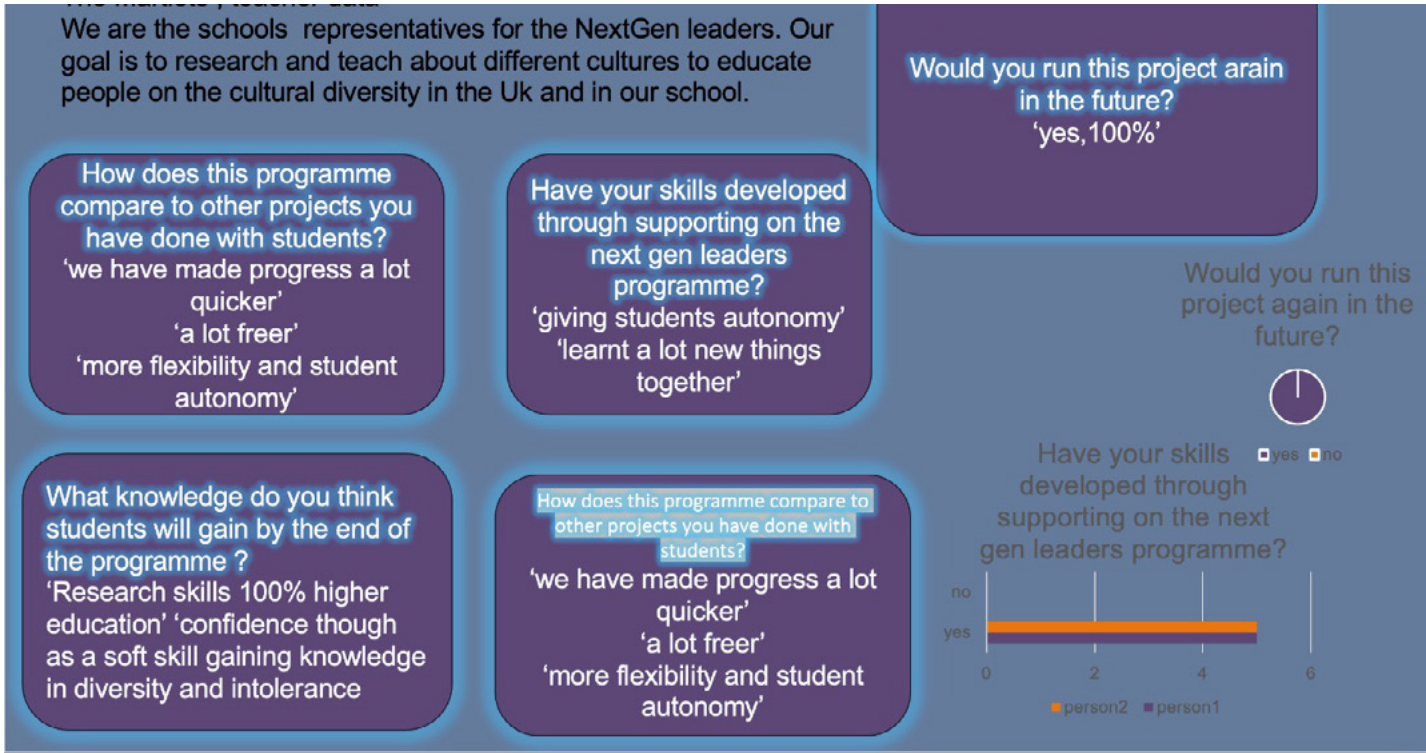 The Markists , teacher data
We are the schools representatives for the NextGen leaders. Our
goal is to research and teach about different cultures to educate
people on the cultural diversity in the Uk and in our school.
Would you run this project arain
in the future?
‘yes,100%’
How does this programme
compare to other projects you
have done with students?
‘we have made progress a lot
quicker’
‘a lot freer’
‘more flexibility and student
autonomy’
Have your skills developed
through supporting on the
next gen leaders
programme?
‘giving students autonomy’
‘learnt a lot new things
together’
Would you run this
project again in the
future?
yes no
What knowledge do you think
students will gain by the end of
the programme ?
‘Research skills 100% higher
education’ ‘confidence though
as a soft skill gaining knowledge
in diversity and intolerance
How does this programme compare to
other projects you have done with
students?
‘we have made progress a lot
quicker’
‘a lot freer’
‘more flexibility and student
autonomy’
Have your skills
developed through
supporting on the next
gen leaders programme?
no
yes
0 2 4 6
person2 person1